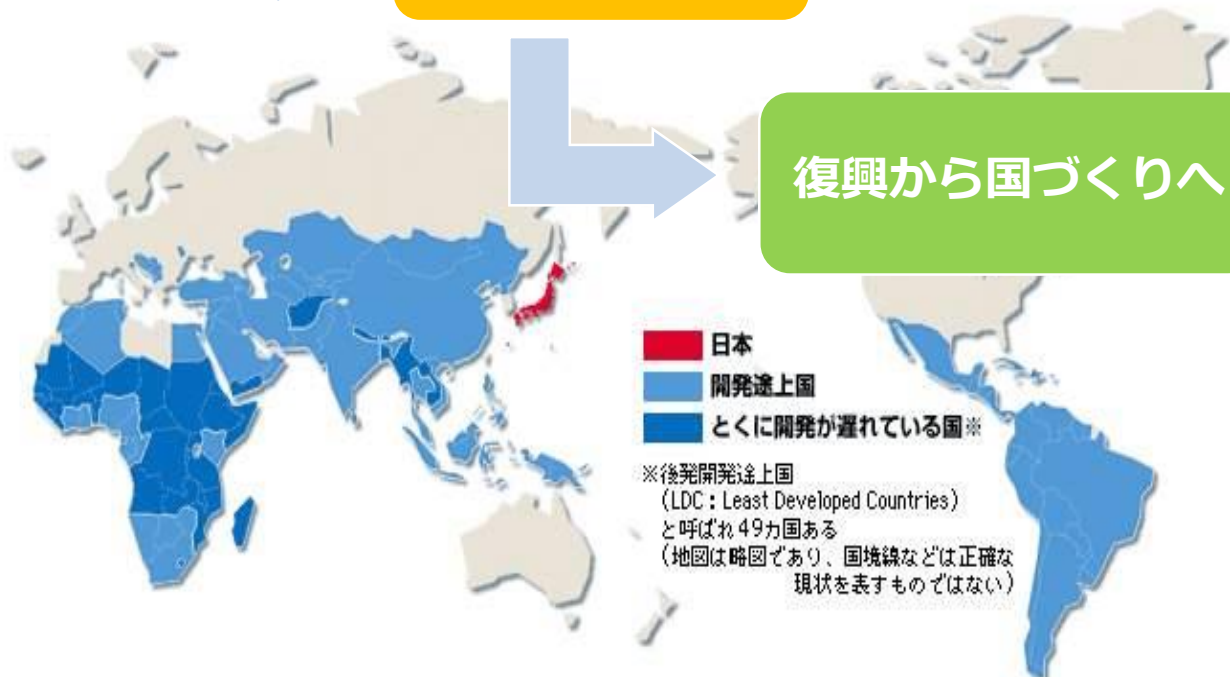 復興から国づくりへ
日本
開発途上国
とくに開発が遅れている国※
※後発開発途上国
(LDC：Least Developed Countries)
と呼ばれ49カ国ある
(地図は略図であり、国境線などは正確な
現状を表すものではない)